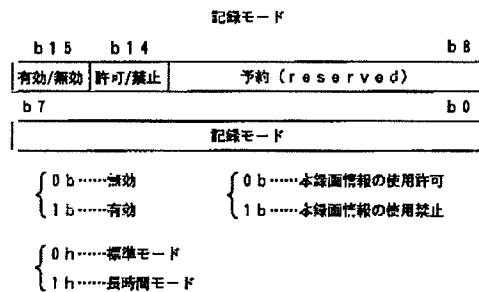 記録モード
b15 b14 b8
有効/無効 許可/禁止 予約(reserved)
b7 b0
記録モード
0b……無効 0b……本録画情報の使用許可
1b……有効 1b……本録画情報の使用禁止
0h……標準モード
1h……長時間モード